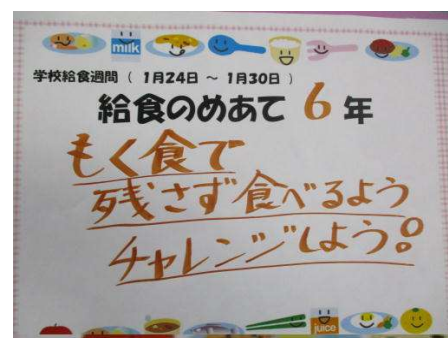 milk
学校給食週間（1月24日 ～ 1月30日）
給食のめあて 6 年
もく食で
残さず食べるよう
チャレンジしよう。
juice